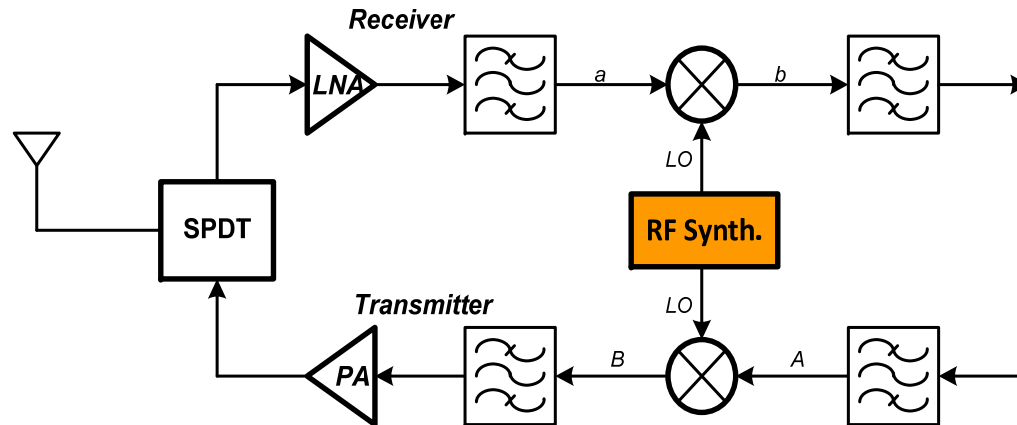 Receiver
LNA
a
b
LO
SPDT
RF Synth.
Transmitter
LO
PA
B
A